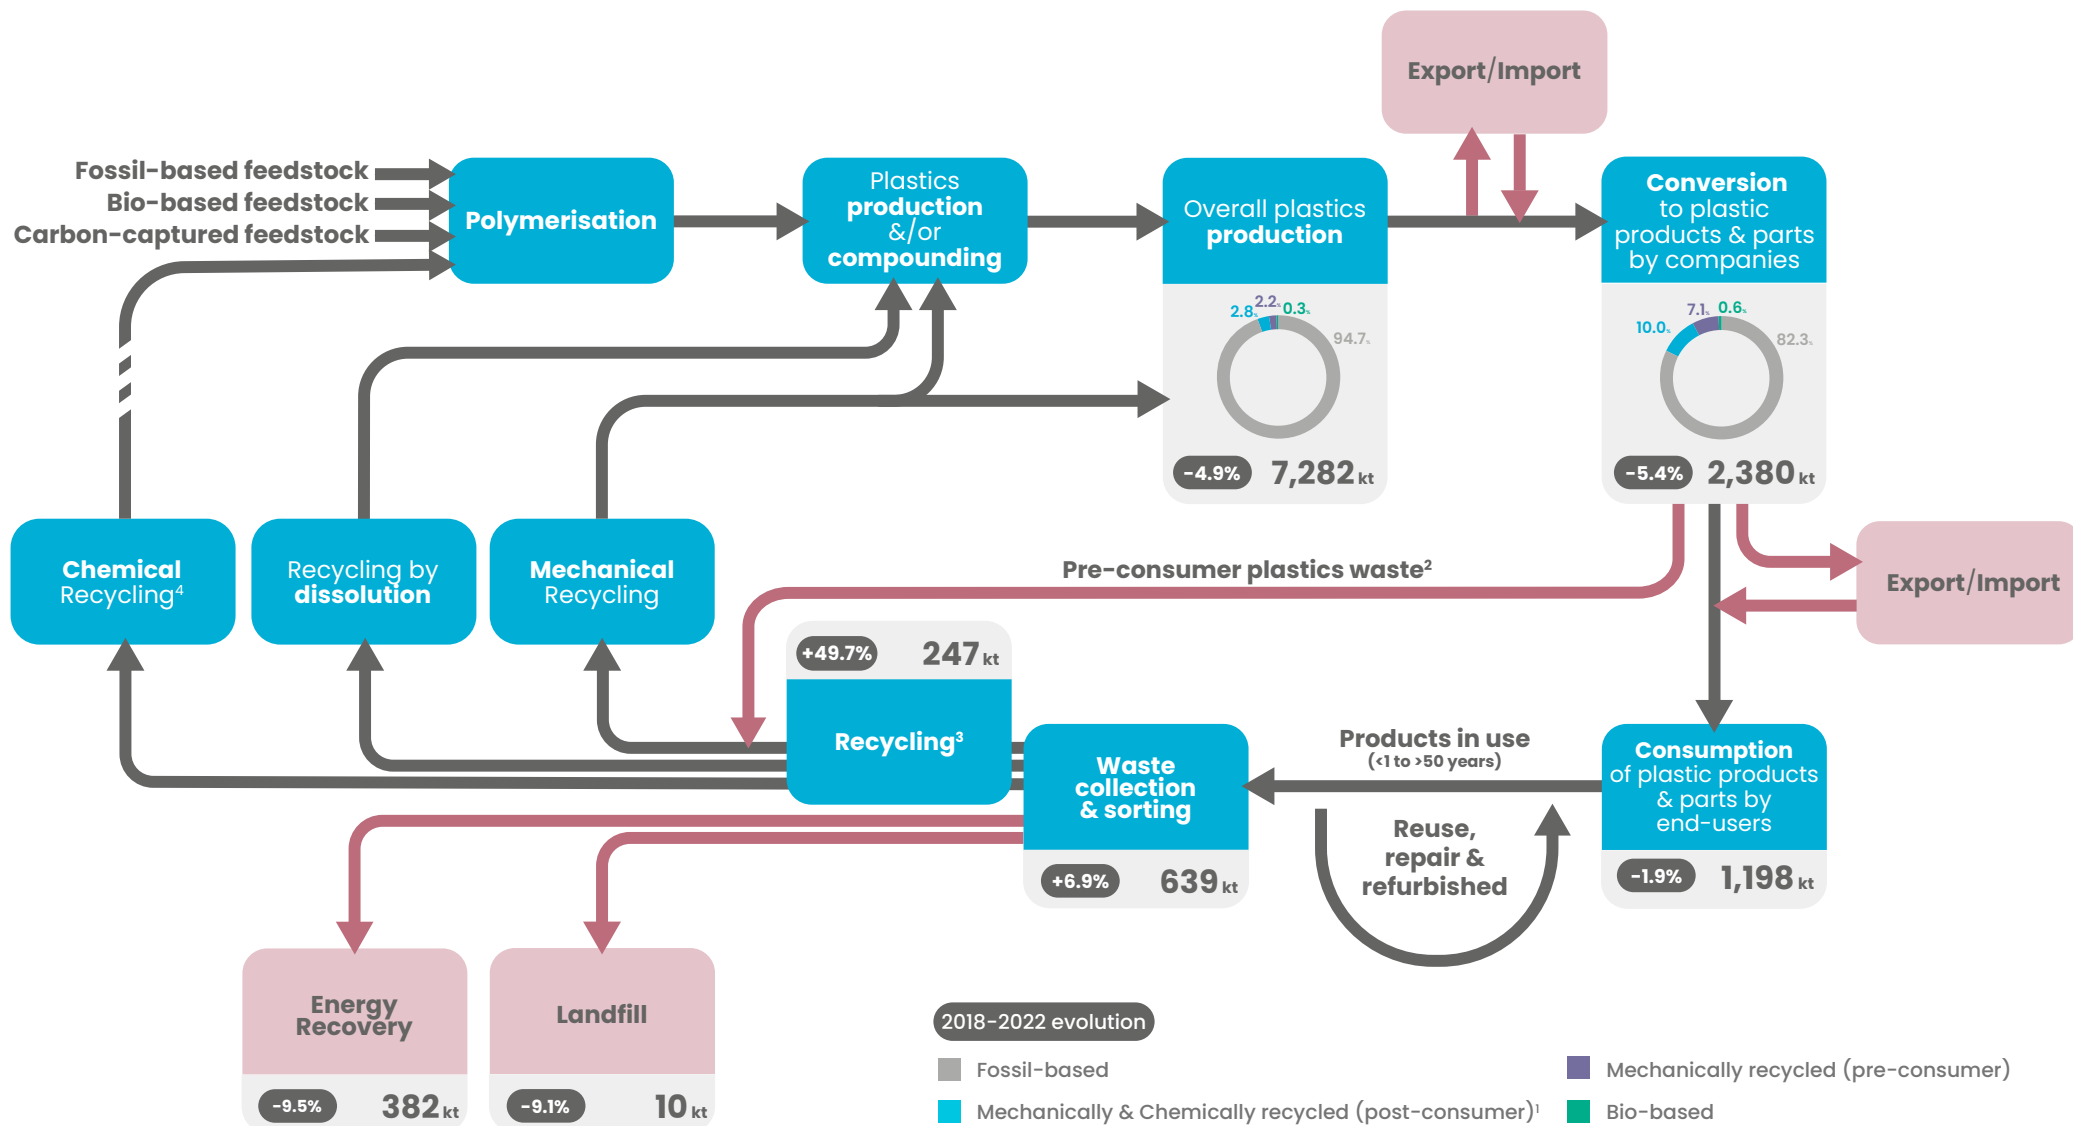 Export/Import
Fossil-based feedstock
Bio-based feedstock
Carbon-captured feedstock
Polymerisation
Plastics
production
&/or
compounding
Overall plastics
production
2.8%
2.2%
0.3%
94.7%
-4.9%
7,282 kt
Conversion
to plastic
products & parts
by companies
10.0%
7.1%
0.6%
82.3%
-5.4%
2,380 kt
Chemical
Recycling⁴
Recycling by
dissolution
Mechanical
Recycling
Pre-consumer plastics waste²
Export/Import
+49.7%
247 kt
Recycling³
Waste
collection
& sorting
+6.9%
639 kt
Products in use
(<1 to >50 years)
Reuse,
repair &
refurbished
Consumption
of plastic products
& parts by
end-users
-1.9%
1,198 kt
Energy
Recovery
-9.5%
382 kt
Landfill
-9.1%
10 kt
2018-2022 evolution
Fossil-based
Mechanically & Chemically recycled (post-consumer)¹
Mechanically recycled (pre-consumer)
Bio-based